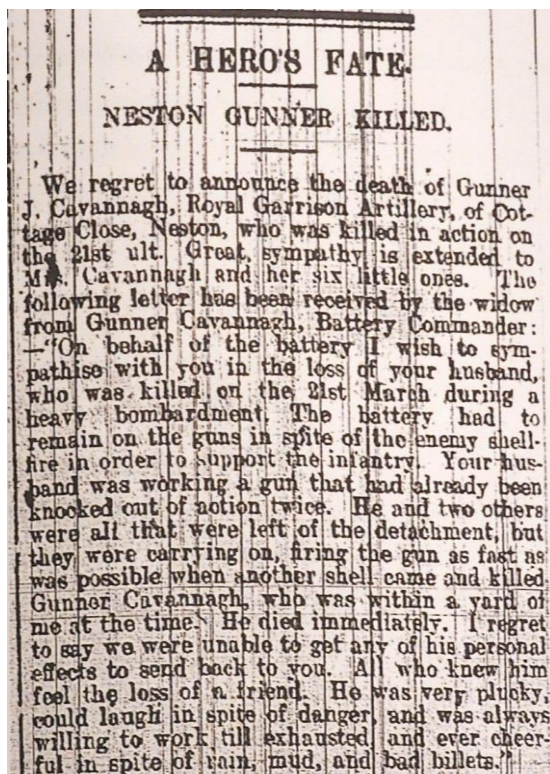 A HERO'S FATE.
NESTON GUNNER KILLED.
We regret to announce the death of Gunner
J. Cavannagh, Royal Garrison Artillery, of Cot-
tage Close, Neston, who was killed in action on
the 21st ult. Great sympathy is extended to
Mrs. Cavannagh and her six little ones. The
following letter has been received by the widow
from Gunner Cavannagh, Battery Commander:
—"On behalf of the battery I wish to sym-
pathise with you in the loss of your husband,
who was killed on the 21st March during a
heavy bombardment. The battery had to
remain on the guns in spite of the enemy shell-
fire in order to support the infantry. Your hus-
band was working a gun that had already been
knocked out of action twice. He and two others
were all that were left of the detachment, but
they were carrying on, firing the gun as fast as
was possible when another shell came and killed
Gunner Cavannagh, who was within a yard of
me at the time. He died immediately. I regret
to say we were unable to get any of his personal
effects to send back to you. All who knew him
feel the loss of a friend. He was very plucky,
could laugh in spite of danger, and was always
willing to work till exhausted and ever cheer-
ful in spite of rain, mud, and bad billets."